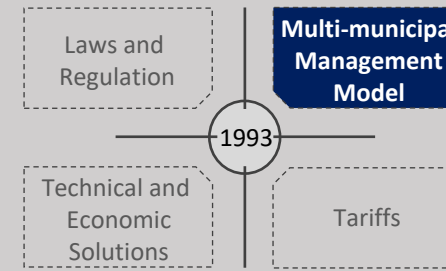 Laws and
Regulation
Multi-municipa
Management
Model
1993
Technical and
Economic
Solutions
Tariffs